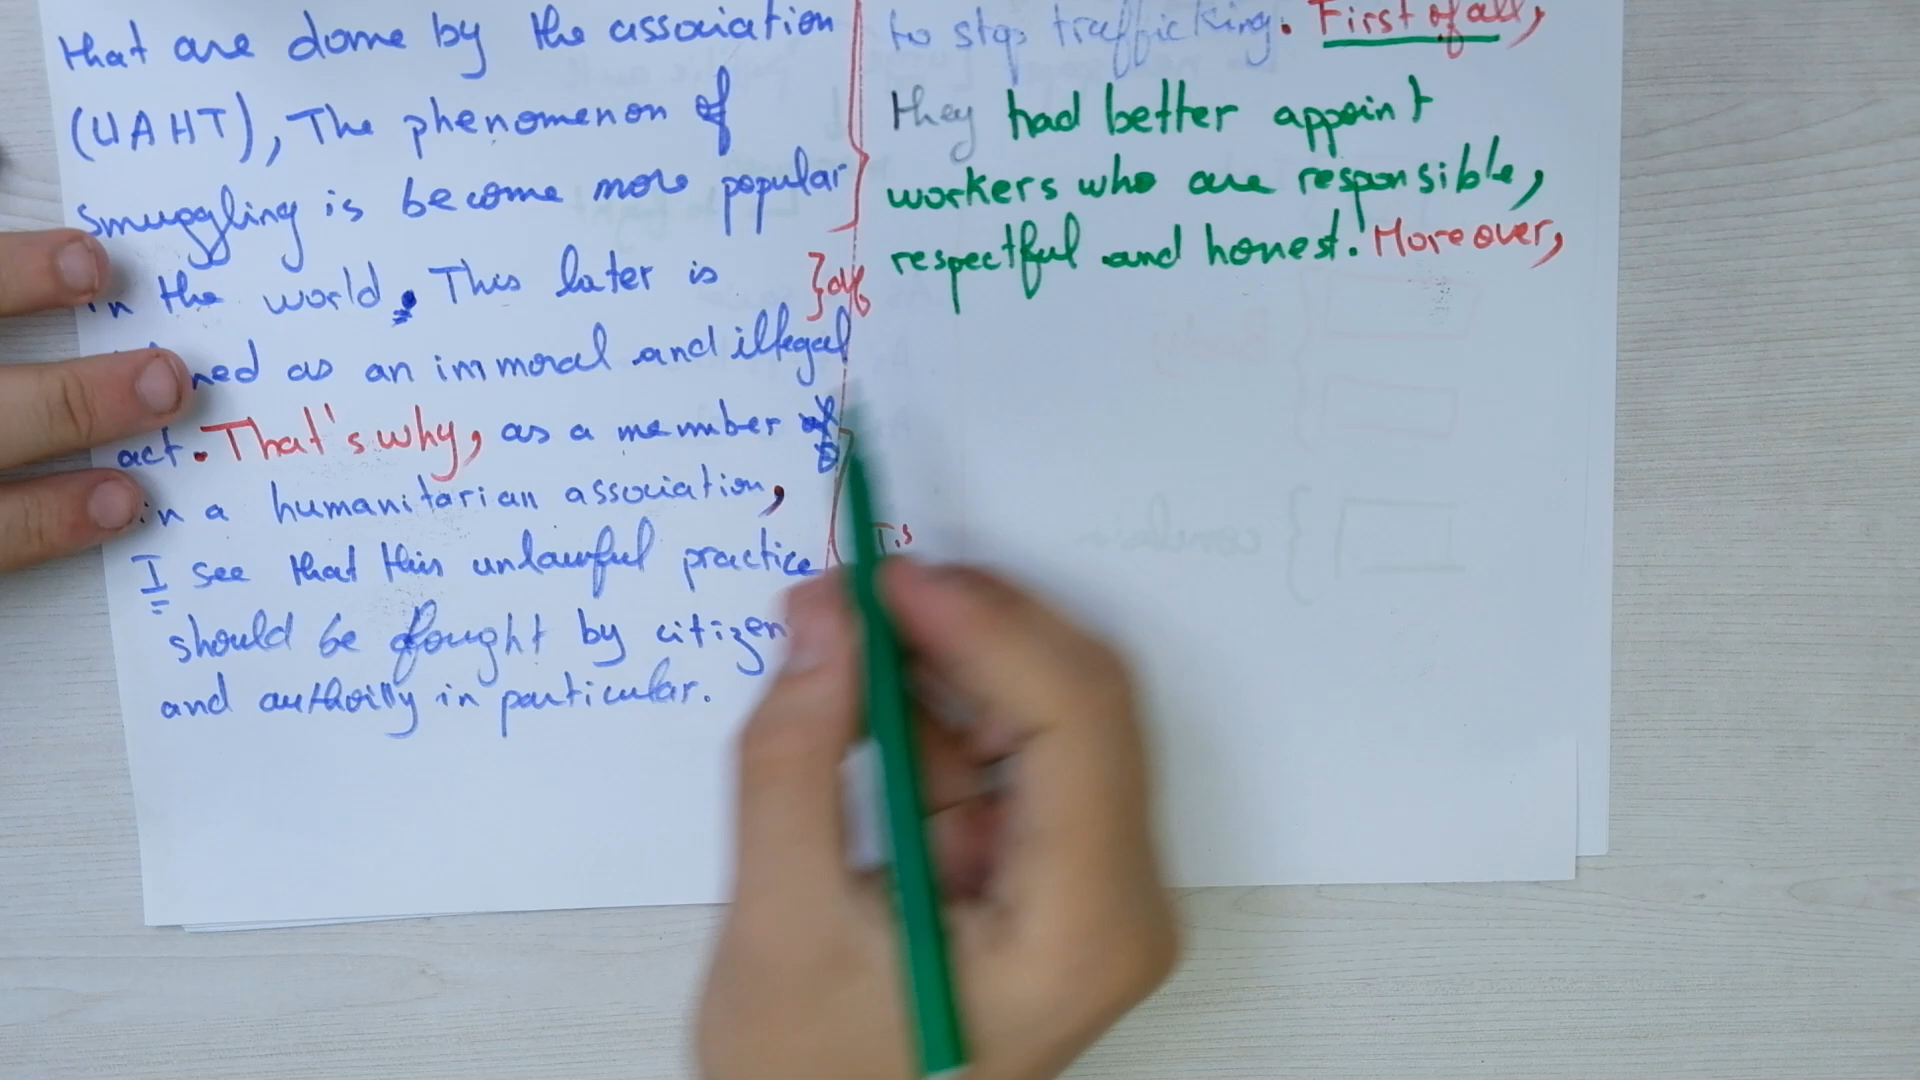 that are done by the association
(UAHT), The phenomenon of
smuggling is become more popular
in the world. This later is
ned as an immoral and illegal
act. That's why, as a member
in a humanitarian association,
I see that this unlawful practice
should be fought by citizen
and authority in particular.
} def
T.s
to stop trafficking. First of all,
they had better appoint
workers who are responsible,
respectful and honest. Moreover,